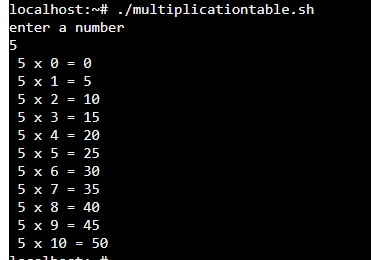 localhost:~# ./multiplicationtable.sh
enter a number
5
5 x 0 = 0
5 x 1 = 5
5 x 2 = 10
5 x 3 = 15
5 x 4 = 20
5 x 5 = 25
5 x 6 = 30
5 x 7 = 35
5 x 8 = 40
5 x 9 = 45
5 x 10 = 50
localhost:~#